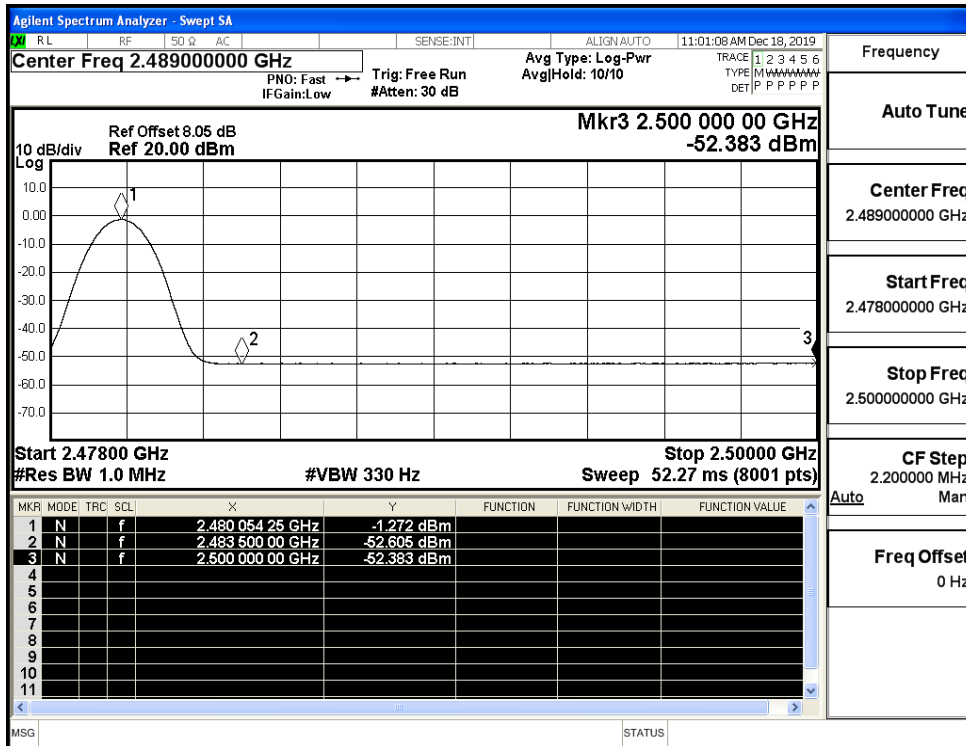 Agilent Spectrum Analyzer - Swept SA
LXI RL RF 50 Ω AC SENSE:INT ALIGN AUTO 11:01:08 AM Dec 18, 2019
Center Freq 2.489000000 GHz
PNO: Fast
IFGain:Low
Trig: Free Run
#Atten: 30 dB
Avg Type: Log-Pwr
Avg|Hold: 10/10
TRACE 1 2 3 4 5 6
TYPE M WWWWW
DET P P P P P P
Mkr3 2.500 000 00 GHz
-52.383 dBm
Ref Offset 8.05 dB
10 dB/div Ref 20.00 dBm
Log
10.0
0.00
-10.0
-20.0
-30.0
-40.0
-50.0
-60.0
-70.0
1
2
3
Start 2.47800 GHz Stop 2.50000 GHz
#Res BW 1.0 MHz #VBW 330 Hz Sweep 52.27 ms (8001 pts)
MKR MODE TRC SCL X Y FUNCTION FUNCTION WIDTH FUNCTION VALUE
1 N f 2.480 054 25 GHz -1.272 dBm
2 N f 2.483 500 00 GHz -52.605 dBm
3 N f 2.500 000 00 GHz -52.383 dBm
4
5
6
7
8
9
10
11
MSG STATUS
Frequency
Auto Tune
Center Freq
2.489000000 GHz
Start Freq
2.478000000 GHz
Stop Freq
2.500000000 GHz
CF Step
2.200000 MHz
Auto Man
Freq Offset
0 Hz